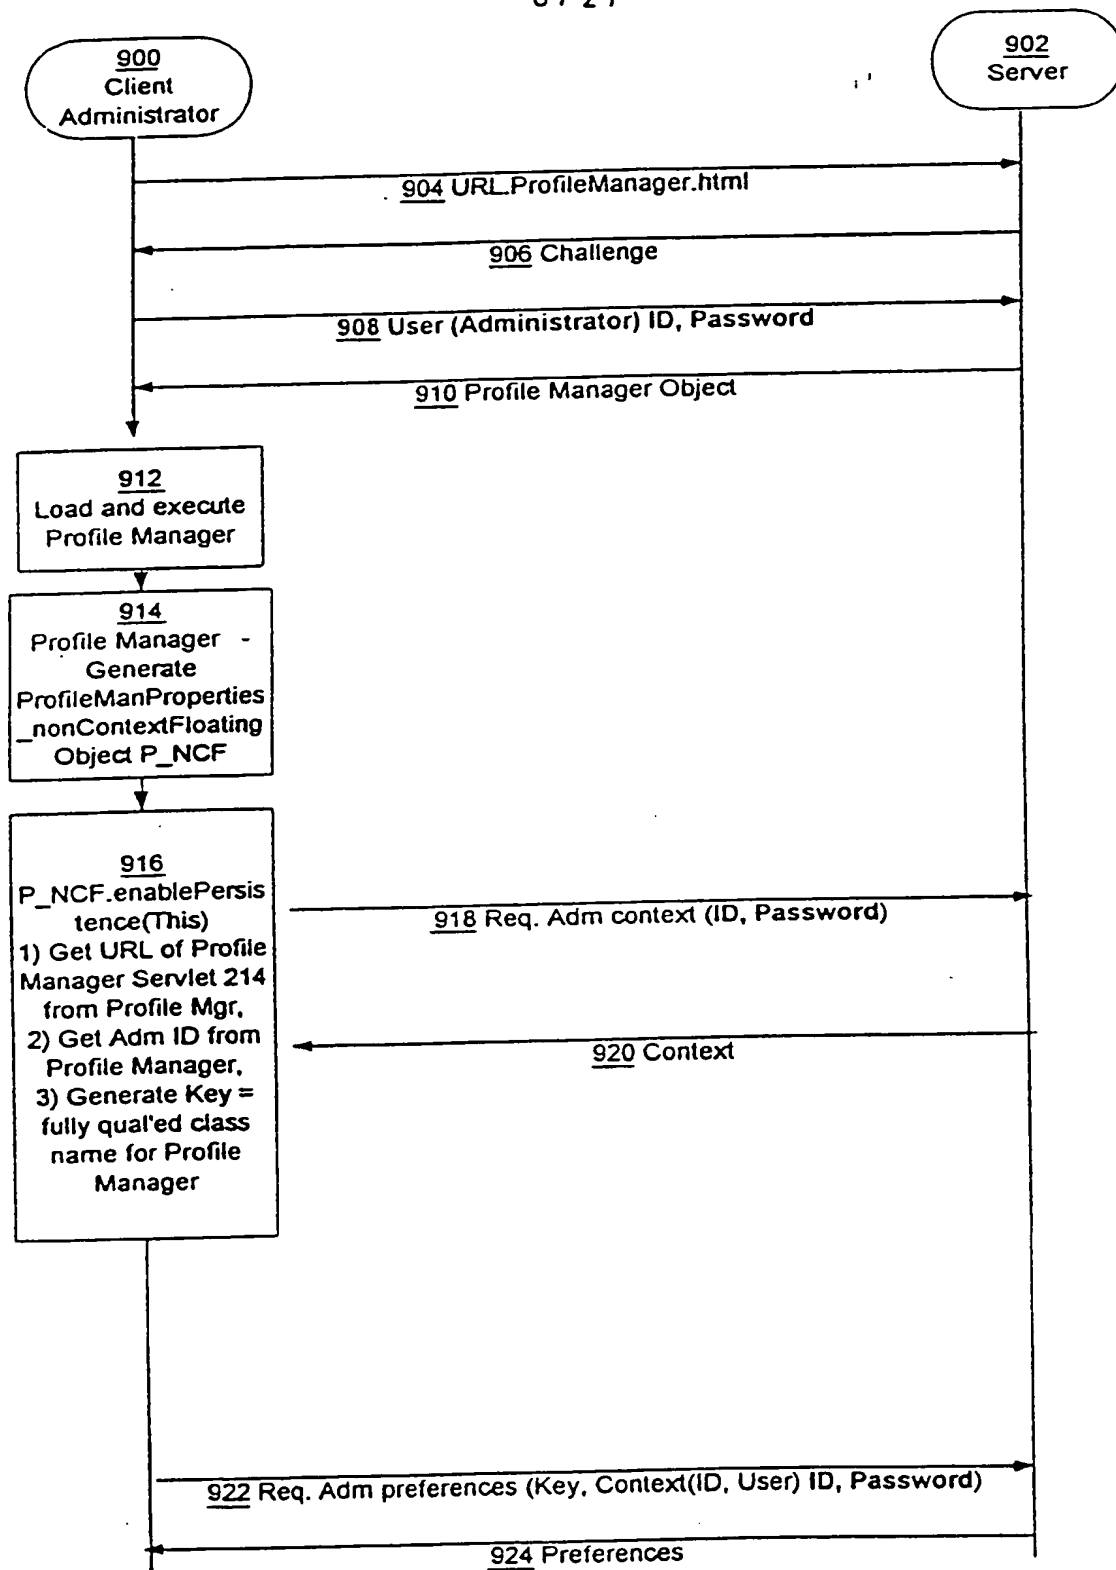 900
Client
Administrator
902
Server
904 URL.ProfileManager.html
906 Challenge
908 User (Administrator) ID, Password
910 Profile Manager Object
912
Load and execute
Profile Manager
914
Profile Manager -
Generate
ProfileManProperties
_nonContextFloating
Object P_NCF
916
P_NCF.enablePersis
tence(This)
1) Get URL of Profile
Manager Servlet 214
from Profile Mgr,
2) Get Adm ID from
Profile Manager,
3) Generate Key =
fully qual'ed class
name for Profile
Manager
918 Req. Adm context (ID, Password)
920 Context
922 Req. Adm preferences (Key, Context(ID, User) ID, Password)
924 Preferences